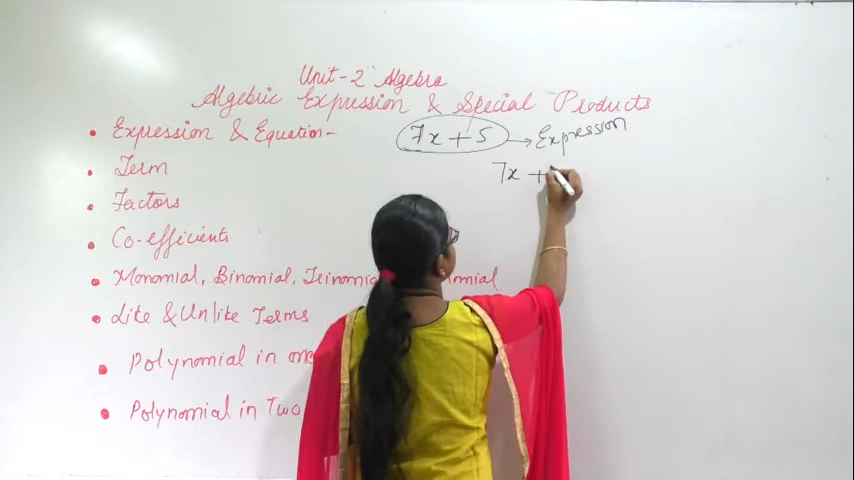 Unit-2 Algebra
Algebric Expression & Special Products
• Expression & Equation-
7x + 5 → Expression
7x +
• Term
• Factors
• Co-efficients
• Monomial, Binomial, Trinomial nomial
• Like & Unlike Terms
• Polynomial in one
• Polynomial in Two